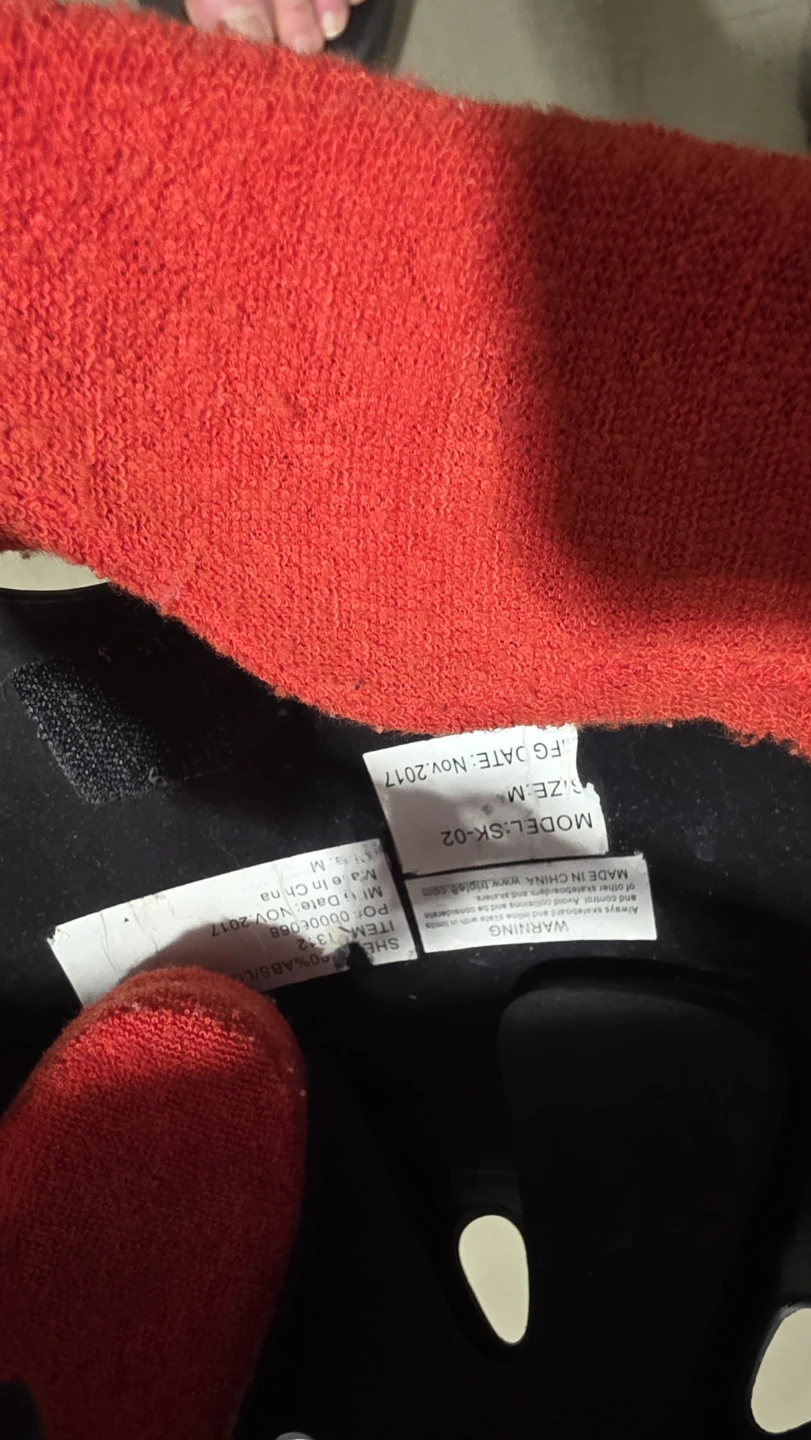 MODEL:SK-02
SIZE:M
FG DATE: Nov.2017
WARNING
Always skateboard and inline skate with in limits
and control. Avoid collisions and be considerate
of other skateboarders and skaters.
MADE IN CHINA www.triple8.com
ITEM
00006088
Date: NOV.2017
Made In China
M